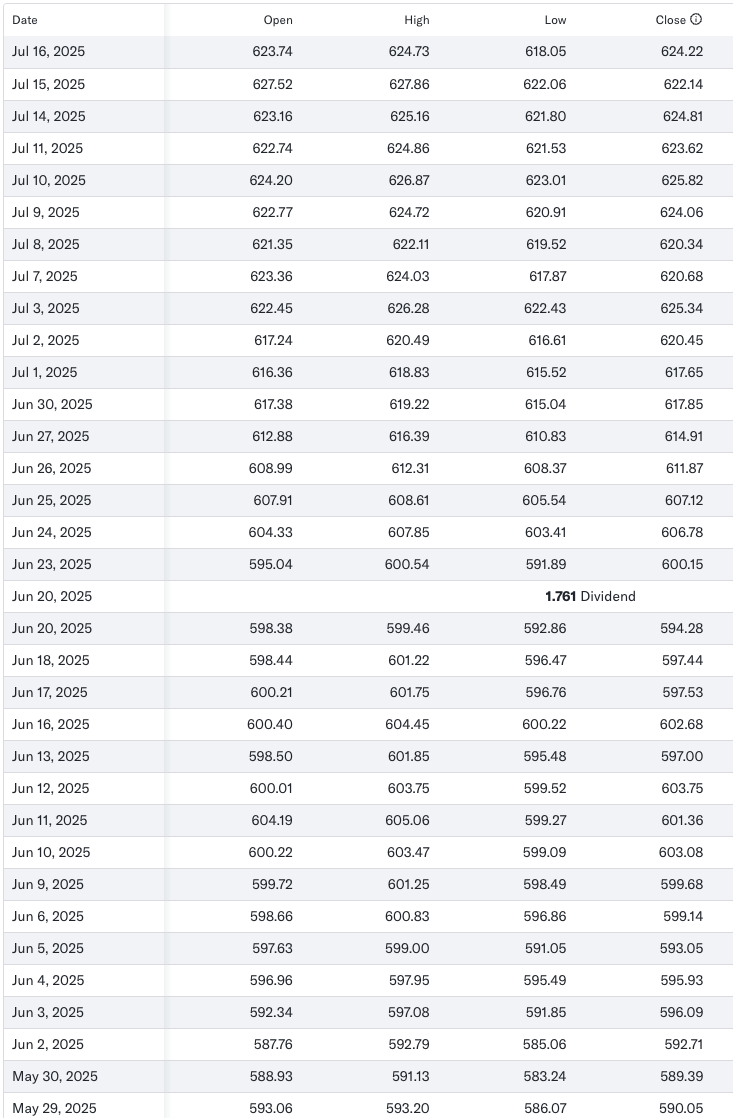 Date Open High Low Close
Jul 16, 2025 623.74 624.73 618.05 624.22
Jul 15, 2025 627.52 627.86 622.06 622.14
Jul 14, 2025 623.16 625.16 621.80 624.81
Jul 11, 2025 622.74 624.86 621.53 623.62
Jul 10, 2025 624.20 626.87 623.01 625.82
Jul 9, 2025 622.77 624.72 620.91 624.06
Jul 8, 2025 621.35 622.11 619.52 620.34
Jul 7, 2025 623.36 624.03 617.87 620.68
Jul 3, 2025 622.45 626.28 622.43 625.34
Jul 2, 2025 617.24 620.49 616.61 620.45
Jul 1, 2025 616.36 618.83 615.52 617.65
Jun 30, 2025 617.38 619.22 615.04 617.85
Jun 27, 2025 612.88 616.39 610.83 614.91
Jun 26, 2025 608.99 612.31 608.37 611.87
Jun 25, 2025 607.91 608.61 605.54 607.12
Jun 24, 2025 604.33 607.85 603.41 606.78
Jun 23, 2025 595.04 600.54 591.89 600.15
Jun 20, 2025 1.761 Dividend
Jun 20, 2025 598.38 599.46 592.86 594.28
Jun 18, 2025 598.44 601.22 596.47 597.44
Jun 17, 2025 600.21 601.75 596.76 597.53
Jun 16, 2025 600.40 604.45 600.22 602.68
Jun 13, 2025 598.50 601.85 595.48 597.00
Jun 12, 2025 600.01 603.75 599.52 603.75
Jun 11, 2025 604.19 605.06 599.27 601.36
Jun 10, 2025 600.22 603.47 599.09 603.08
Jun 9, 2025 599.72 601.25 598.49 599.68
Jun 6, 2025 598.66 600.83 596.86 599.14
Jun 5, 2025 597.63 599.00 591.05 593.05
Jun 4, 2025 596.96 597.95 595.49 595.93
Jun 3, 2025 592.34 597.08 591.85 596.09
Jun 2, 2025 587.76 592.79 585.06 592.71
May 30, 2025 588.93 591.13 583.24 589.39
May 29, 2025 593.06 593.20 586.07 590.05